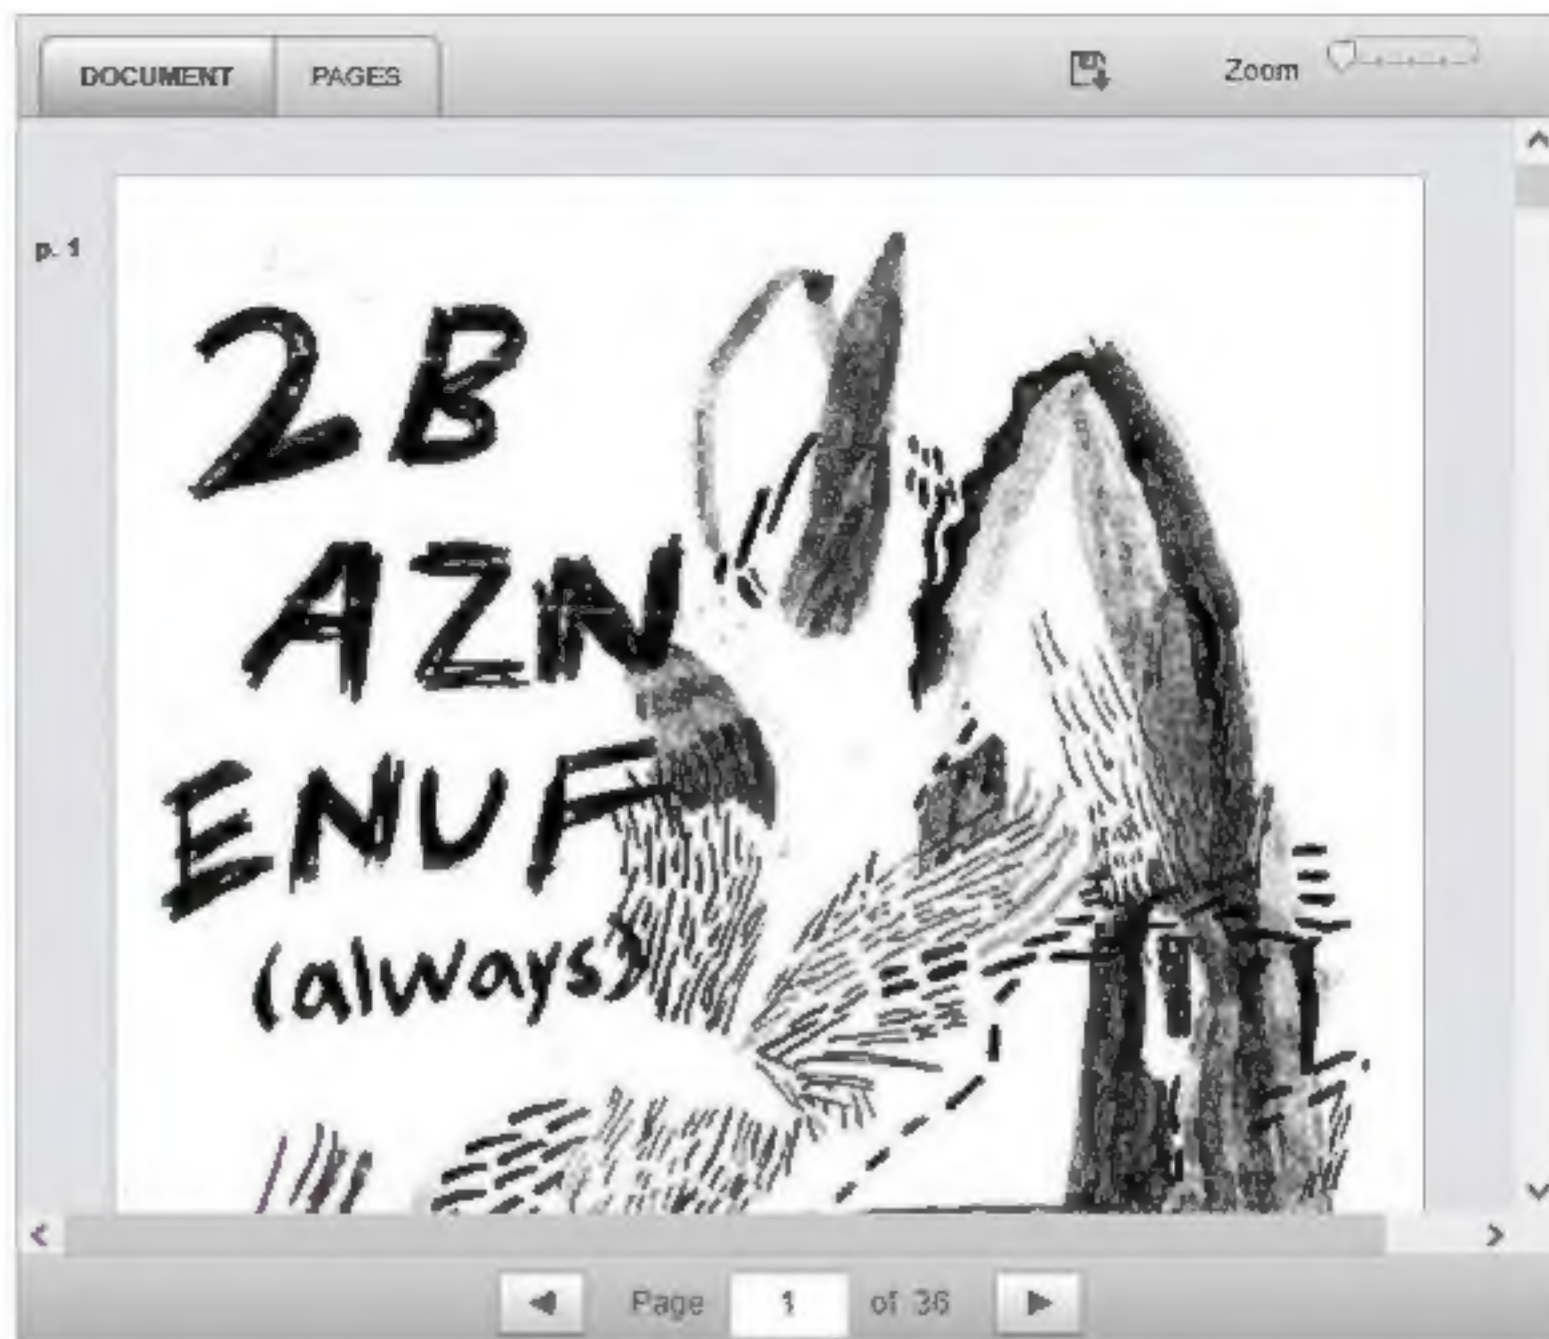 DOCUMENT PAGES Zoom
p. 1
2B
AZN
ENUF
(always)
Page 1 of 36